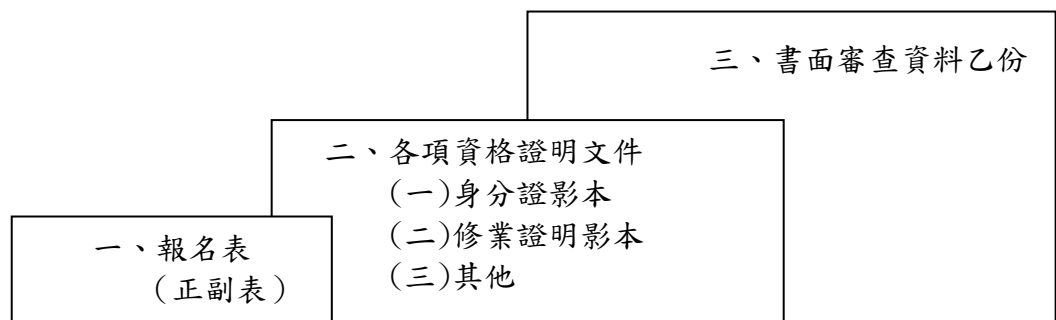 三、書面審查資料乙份
二、各項資格證明文件
(一)身分證影本
(二)修業證明影本
(三)其他
一、報名表
（正副表）